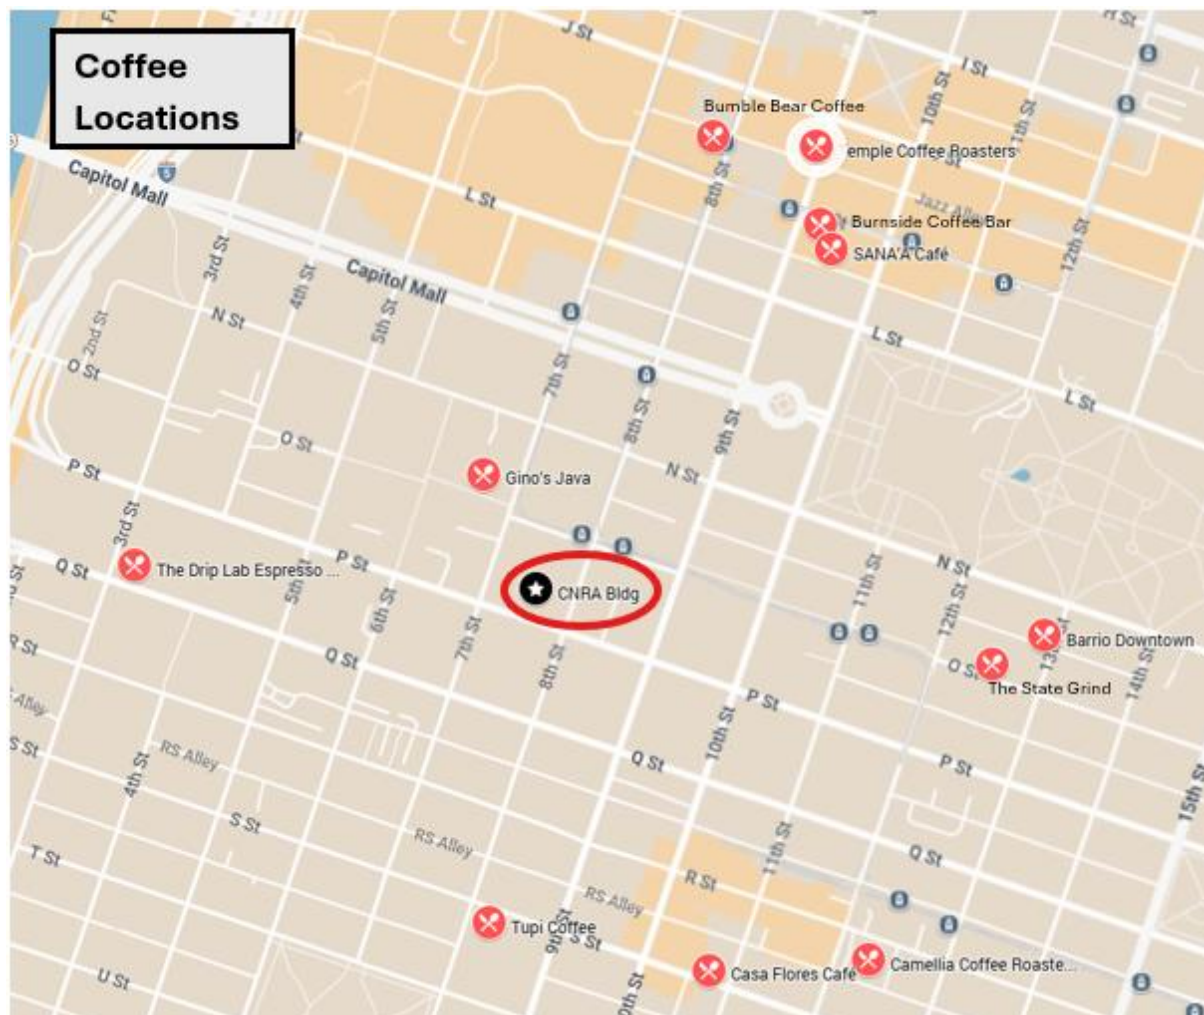 Coffee
Locations
J St
H St
I St
10th St
Bumble Bear Coffee
emple Coffee Roasters
8th St
Jazz Alley
Burnside Coffee Bar
SANA'A Café
12th St
Capitol Mall
5
L St
3rd St
4th St
Capitol Mall
5th St
N St
2nd St
O St
7th St
8th St
9th St
L St
L St
O St
P St
Gino's Java
N St
3rd St
The Drip Lab Espresso ...
Q St
P St
5th St
6th St
CNRA Bldg
7th St
8th St
N St
11th St
12th St
Barrio Downtown
O St
The State Grind
14th St
R St
Q St
P St
10th St
Q St
P St
15th St
Alley
S St
RS Alley
4th St
S St
RS Alley
11th St
Q St
T St
R St
RS Alley
Tupi Coffee
9th St
S St
Casa Flores Café
Camellia Coffee Roaste...
U St